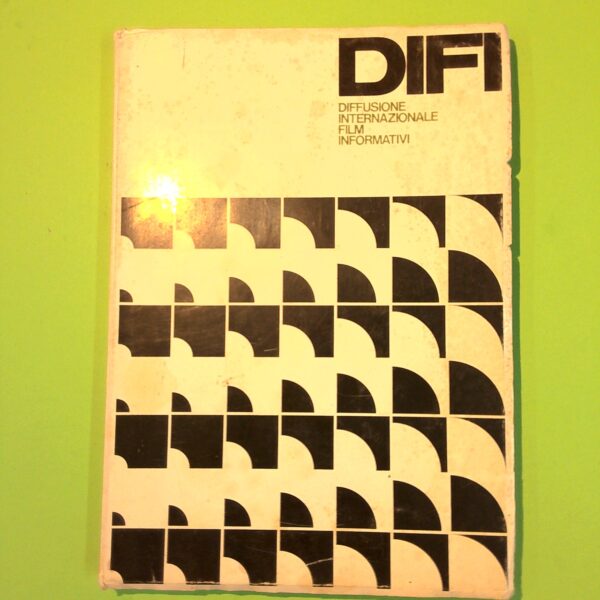 DIFI
DIFFUSIONE
INTERNAZIONALE
FILM
INFORMATIVI